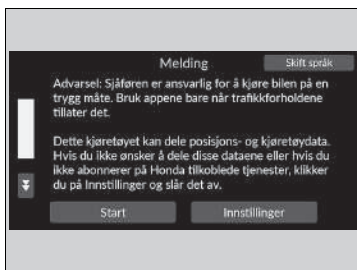 Melding
Skift språk
Advarsel: Sjåføren er ansvarlig for å kjøre bilen på en
trygg måte. Bruk appene bare når trafikkforholdene
tillater det.
Dette kjøretøyet kan dele posisjons- og kjøretøydata.
Hvis du ikke ønsker å dele disse dataene eller hvis du
ikke abonnerer på Honda tilkoblede tjenester, klikker
du på Innstillinger og slår det av.
Start
Innstillinger